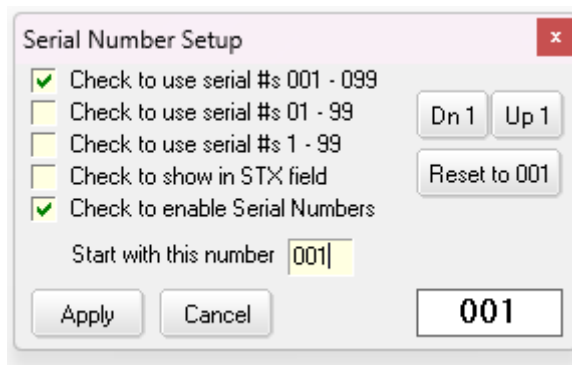 Serial Number Setup
x
Check to use serial #s 001 - 099
Check to use serial #s 01 - 99
Dn 1 Up 1
Check to use serial #s 1 - 99
Check to show in STX field
Reset to 001
Check to enable Serial Numbers
Start with this number 001
Apply Cancel 001